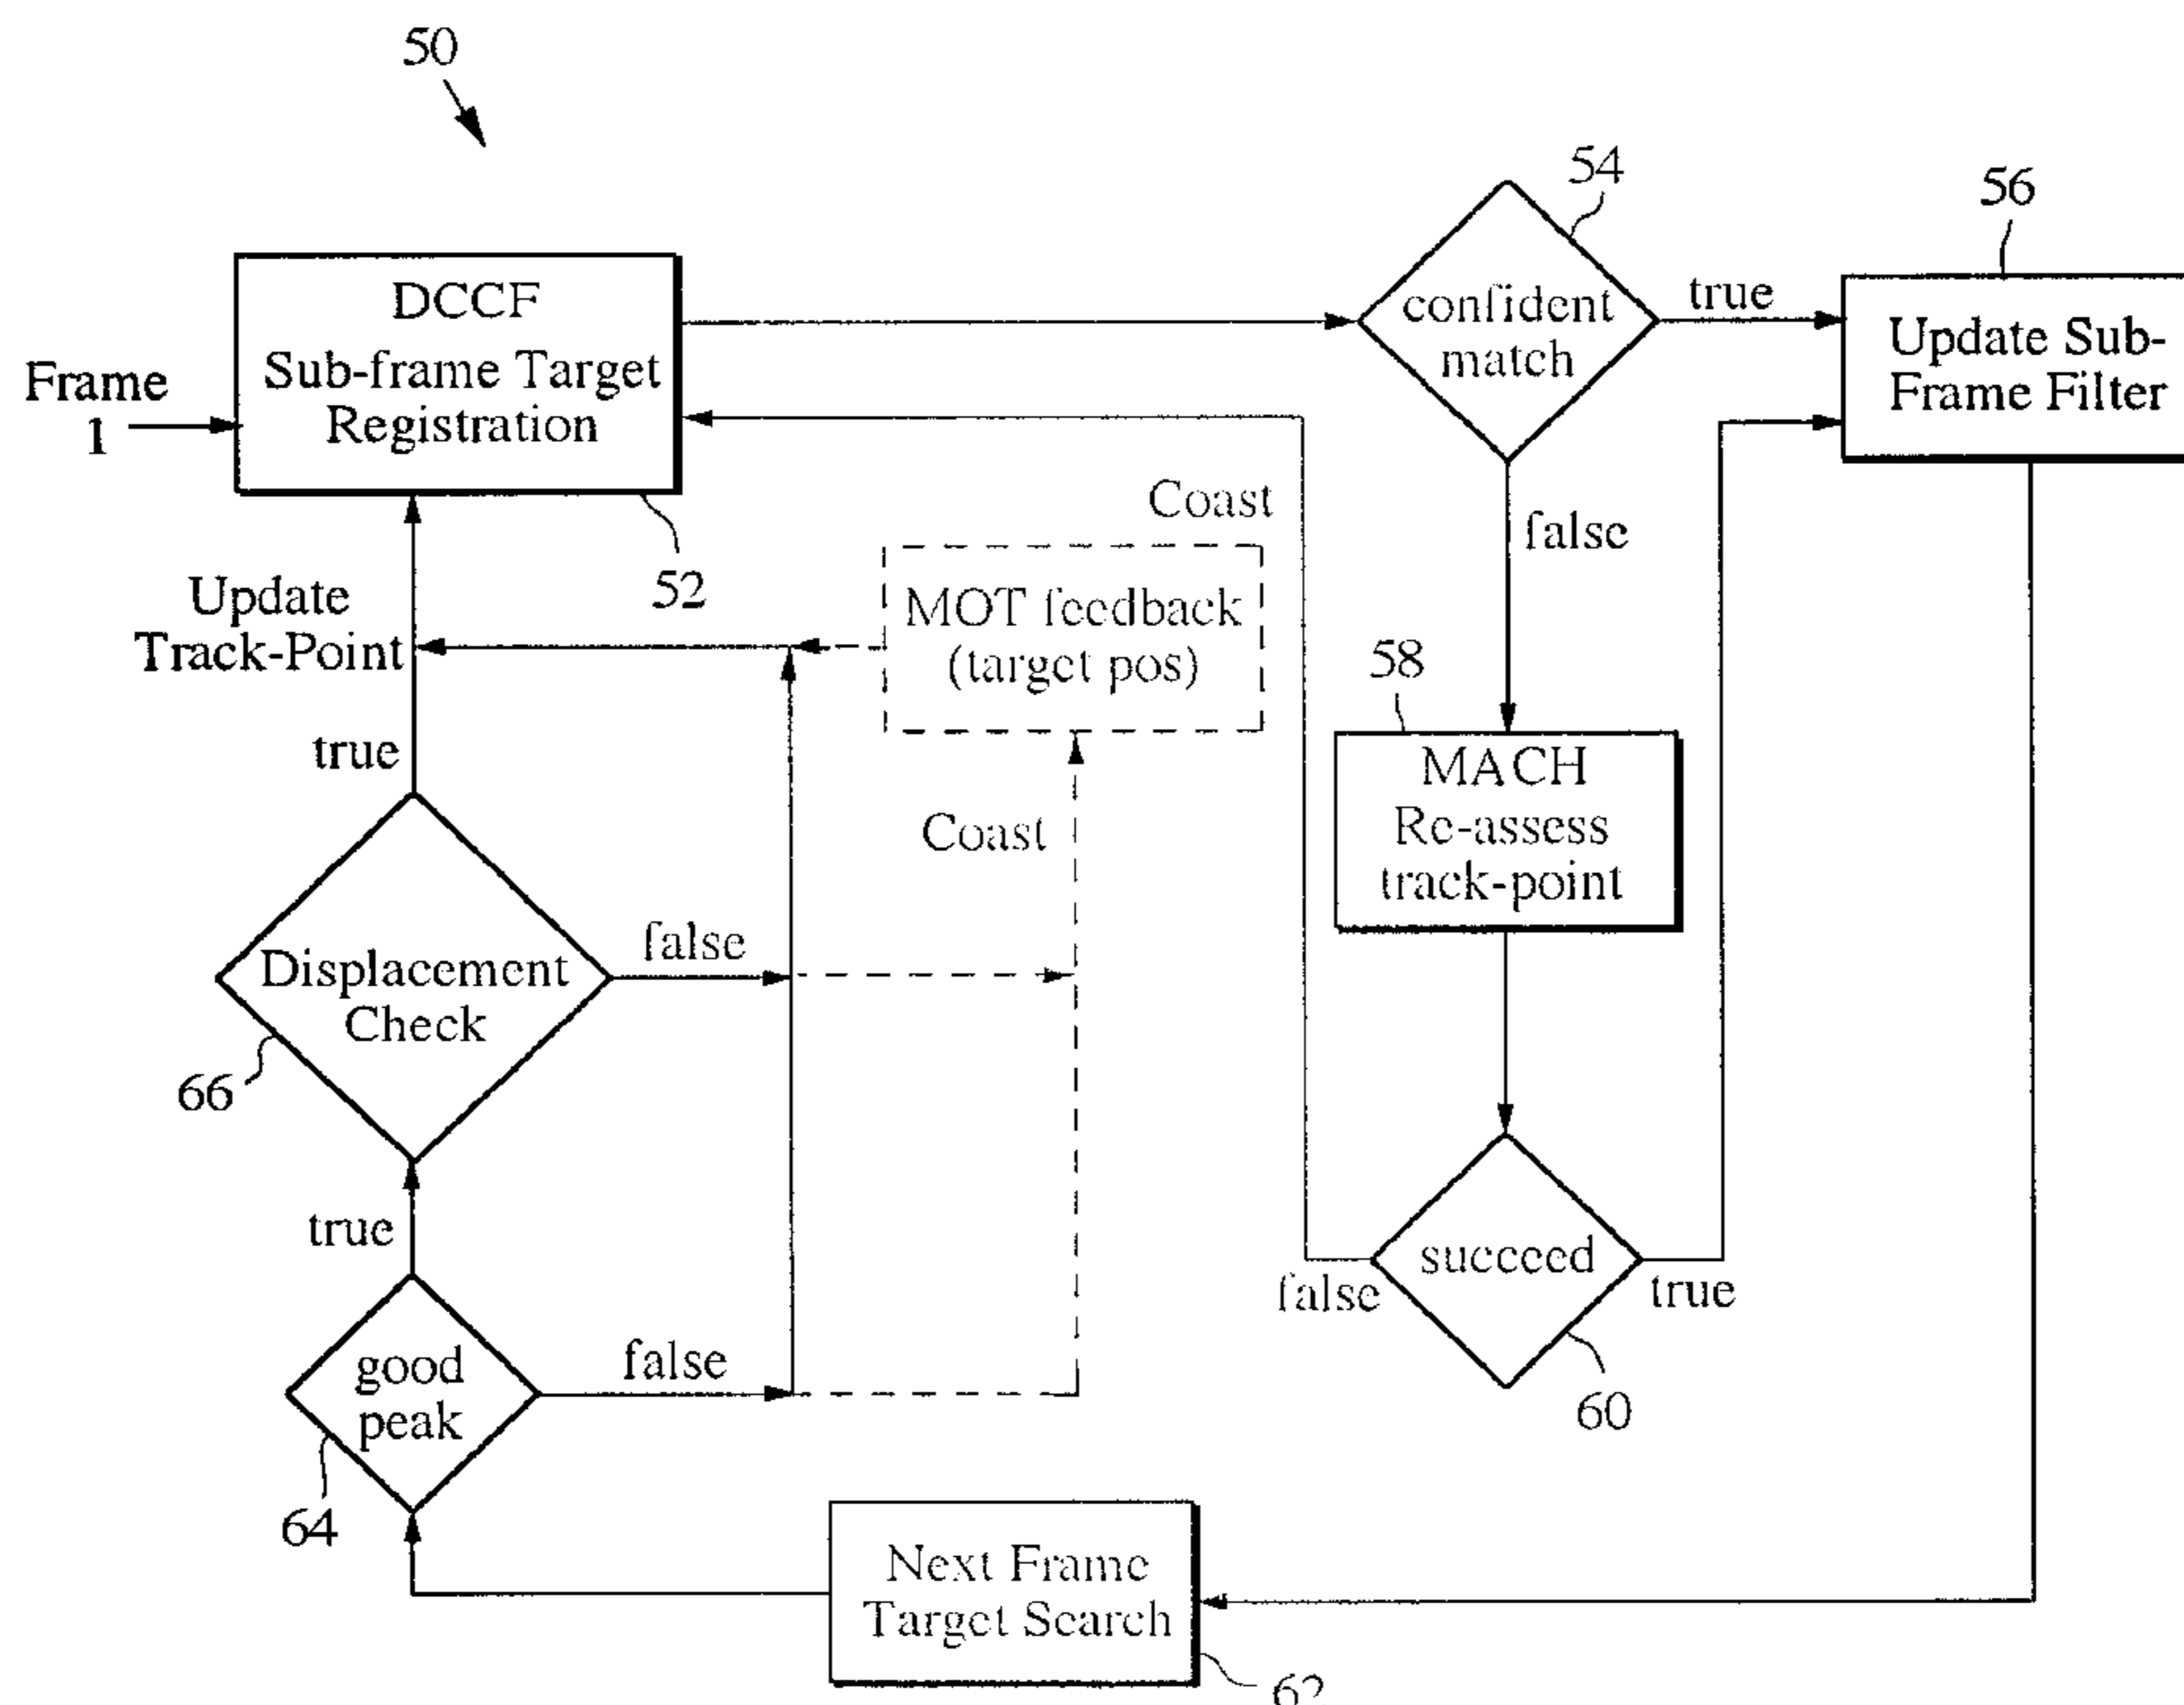 50
54
56
DCCF
Sub-frame Target
Registration
Frame
1
confident
match
true
Update Sub-
Frame Filter
Coast
false
52
MOT feedback
(target pos)
Update
Track-Point
58
true
MACH
Re-assess
track-point
Coast
false
Displacement
Check
66
true
succeed
false
true
good
peak
false
60
64
Next Frame
Target Search
62